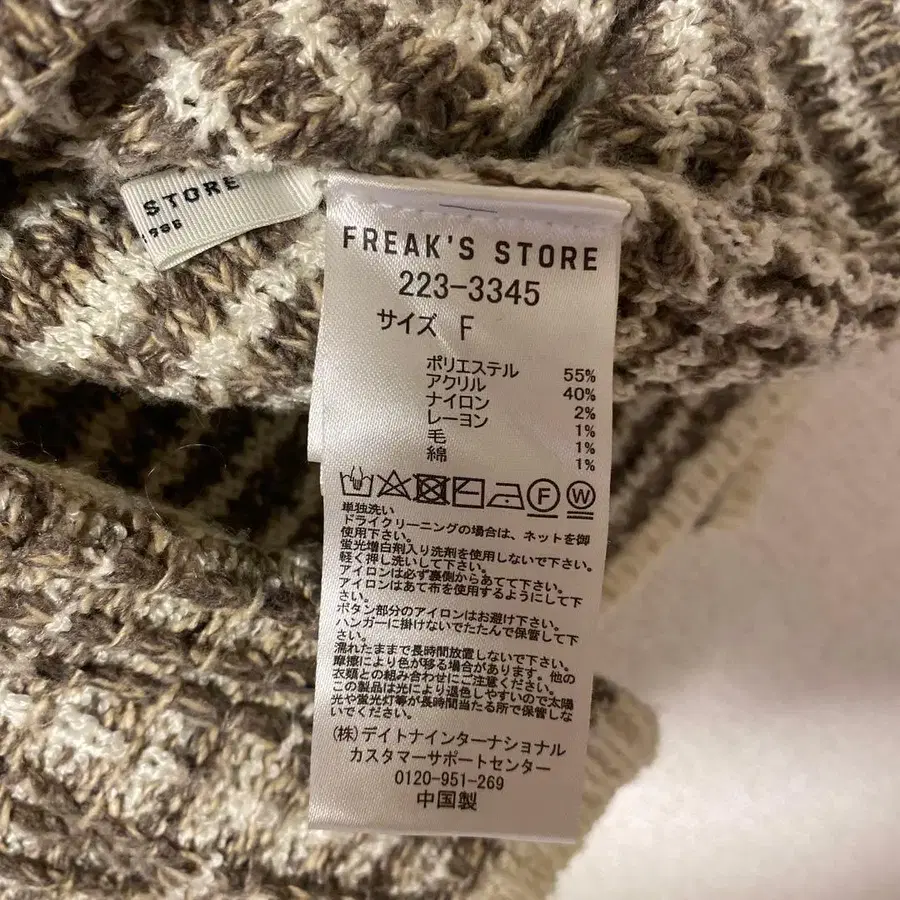 STORE
FREAK'S STORE
223-3345
サイズ F
ポリエステル 55%
アクリル 40%
ナイロン 2%
レーヨン 1%
毛 1%
綿 1%
F W
単独洗い
ドライクリーニングの場合は、ネットを御
使用下さい。
蛍光増白剤入り洗剤を使用しないで下さい。
軽く押し洗いして下さい。
アイロンは必ず裏側からあてて下さい。
アイロンはあて布を使用するようにして下
さい。
ボタン部分のアイロンはお避け下さい。
ハンガーに掛けないでたたんで保管して下
さい。
濡れたままで長時間放置しないで下さい。
摩擦により色が移る場合があります。他の
衣類との組み合わせにご注意ください。
この製品は光により退色しやすいので太陽
光や蛍光灯等が長時間当たる所で保管しな
いでください。
(株)デイトナインターナショナル
カスタマーサポートセンター
0120-951-269
中国製